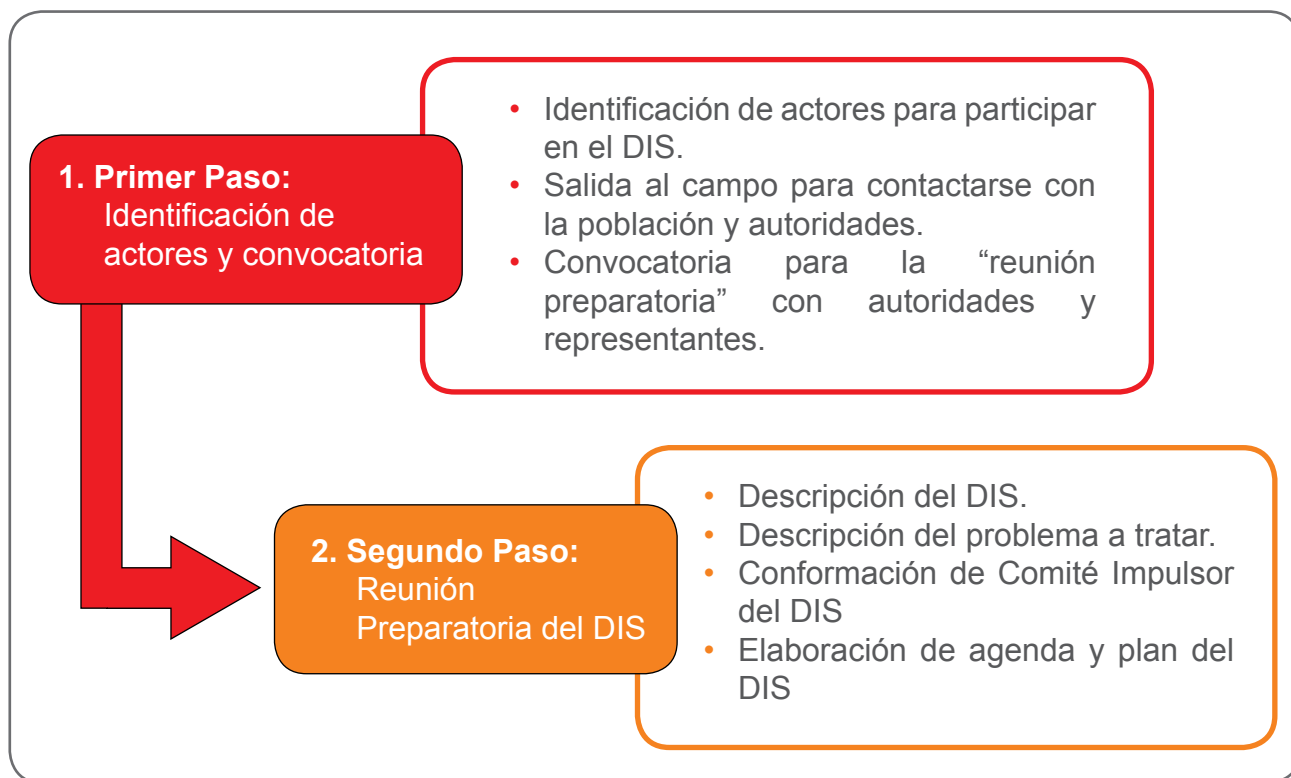 1. Primer Paso:
Identificación de
actores y convocatoria
• Identificación de actores para participar
en el DIS.
• Salida al campo para contactarse con
la población y autoridades.
• Convocatoria para la “reunión
preparatoria” con autoridades y
representantes.
2. Segundo Paso:
Reunión
Preparatoria del DIS
• Descripción del DIS.
• Descripción del problema a tratar.
• Conformación de Comité Impulsor
del DIS
• Elaboración de agenda y plan del
DIS